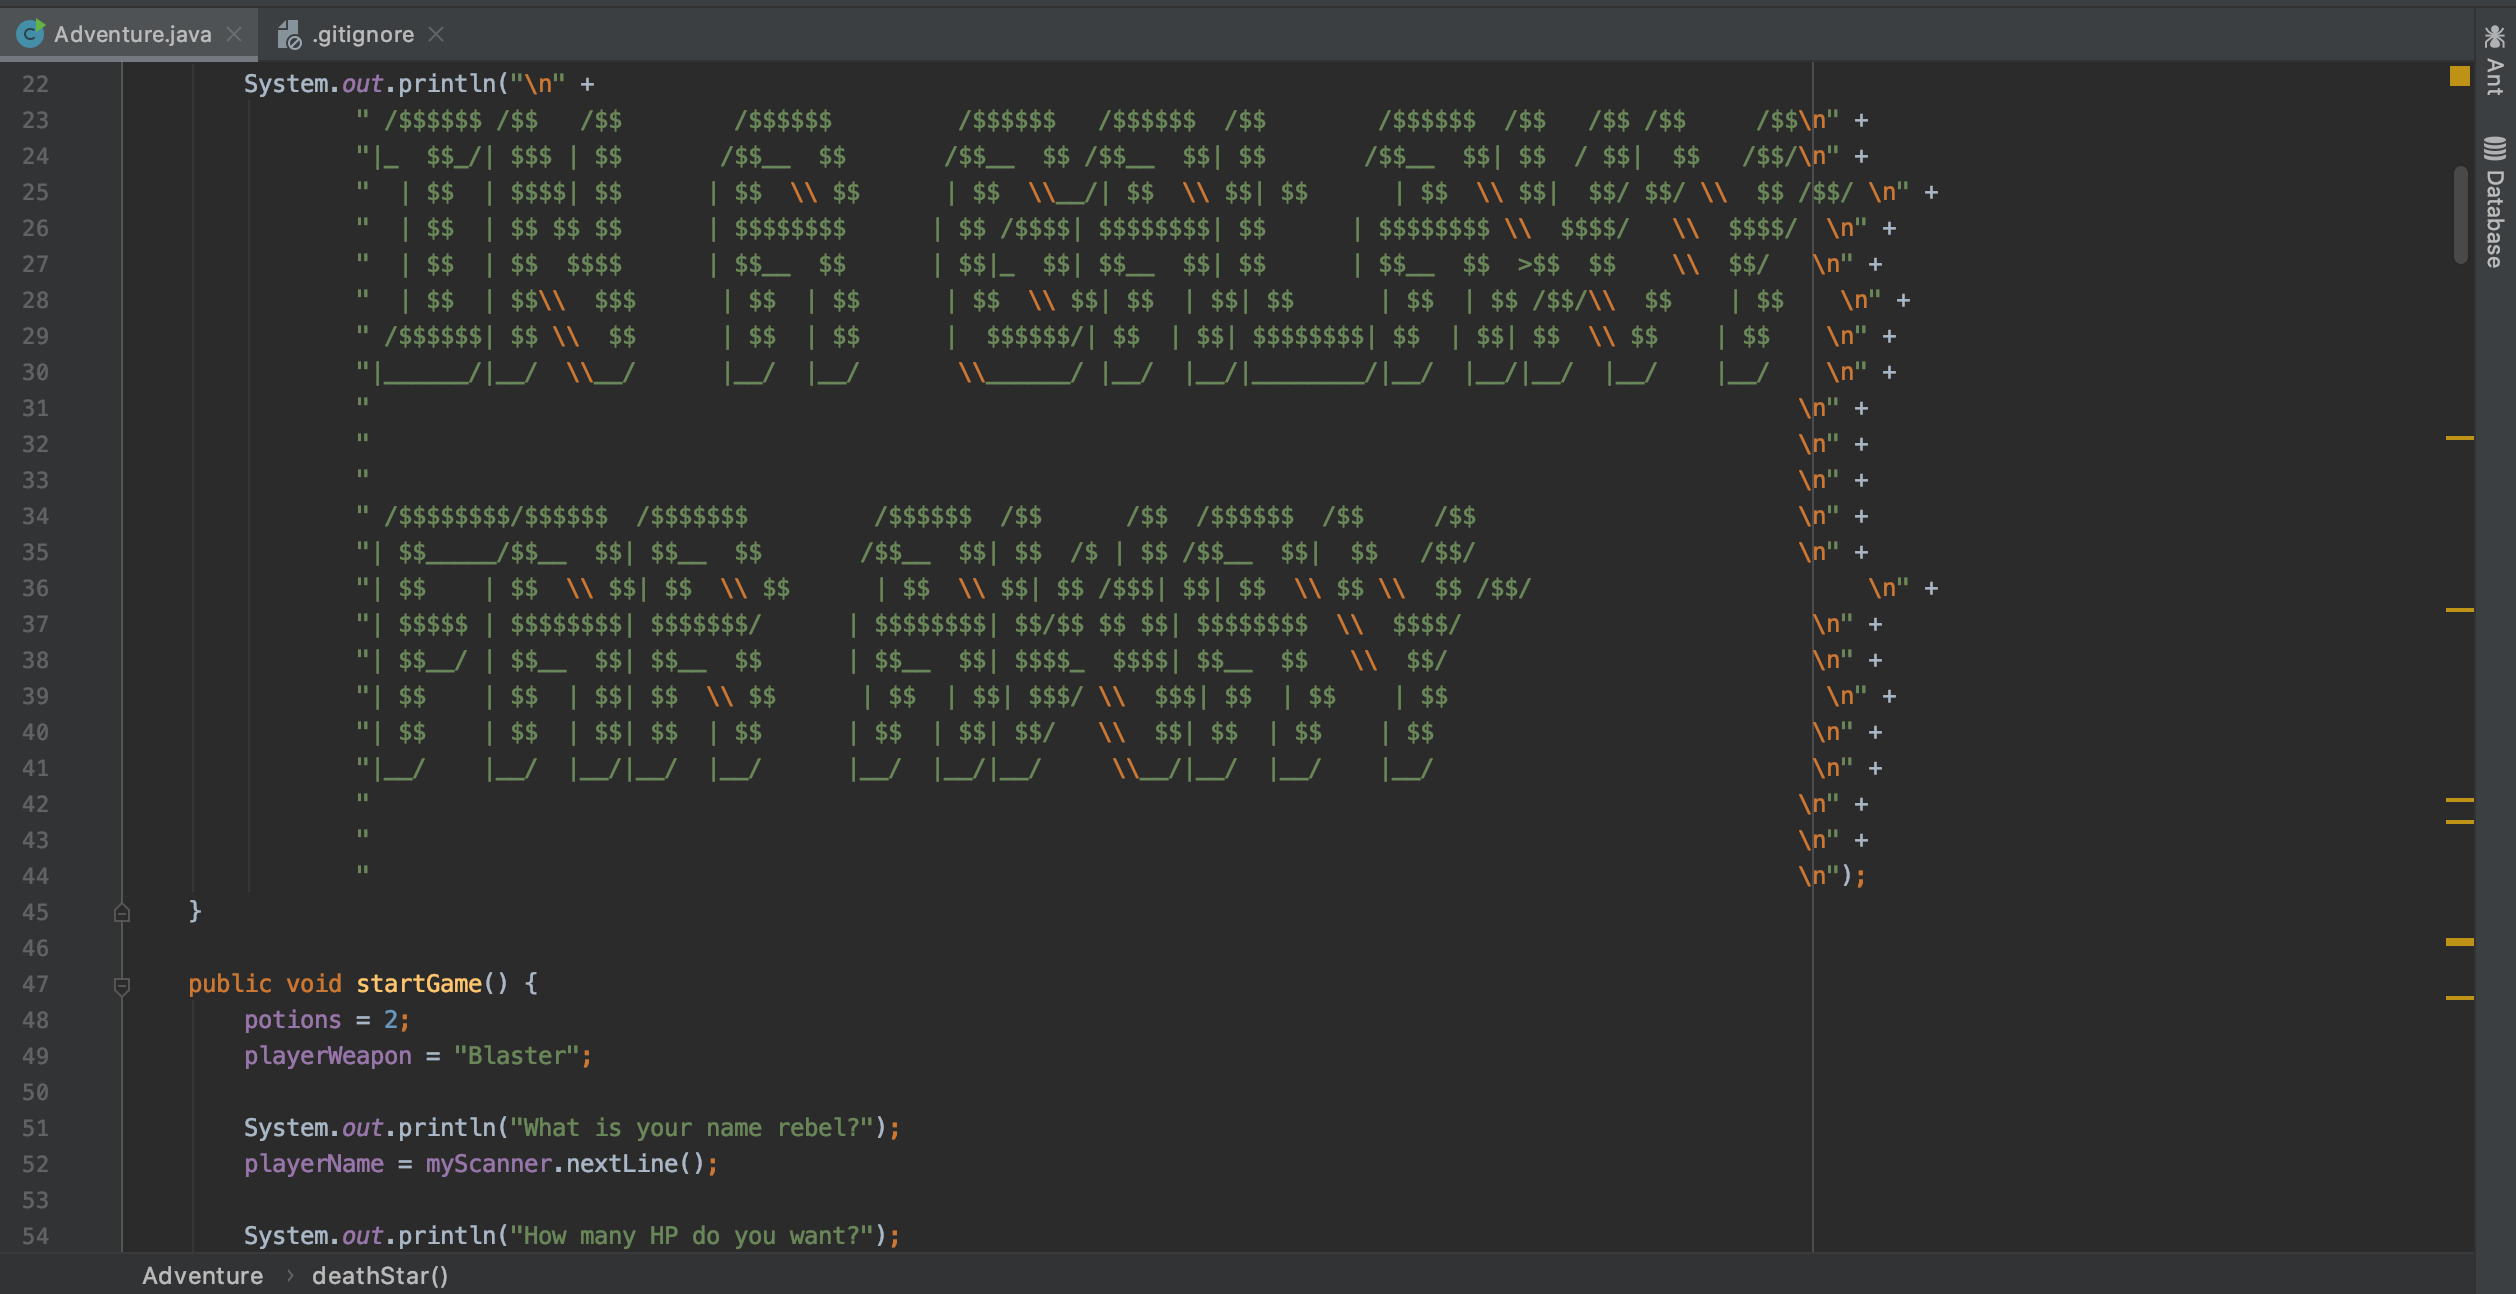 Adventure.java
.gitignore
Ant
Database
22 System.out.println("\n" +
23 " /$$$$$$ /$$   /$$        /$$$$$$         /$$$$$$   /$$$$$$  /$$        /$$$$$$  /$$   /$$ /$$     /$$\n" +
24 "|_  $$_/| $$$ | $$       /$$__  $$       /$$__  $$ /$$__  $$| $$       /$$__  $$| $$  / $$|  $$   /$$/\n" +
25 "  | $$  | $$$$| $$      | $$  \\ $$      | $$  \\__/| $$  \\ $$| $$      | $$  \\ $$|  $$/ $$/ \\  $$ /$$/ \n" +
26 "  | $$  | $$ $$ $$      | $$$$$$$$      | $$ /$$$$| $$$$$$$$| $$      | $$$$$$$$ \\  $$$$/   \\  $$$$/  \n" +
27 "  | $$  | $$  $$$$      | $$__  $$      | $$|_  $$| $$__  $$| $$      | $$__  $$  >$$  $$    \\  $$/   \n" +
28 "  | $$  | $$\\  $$$      | $$  | $$      | $$  \\ $$| $$  | $$| $$      | $$  | $$ /$$/\\  $$    | $$    \n" +
29 " /$$$$$$| $$ \\  $$      | $$  | $$      |  $$$$$$/| $$  | $$| $$$$$$$$| $$  | $$| $$  \\ $$    | $$    \n" +
30 "|______/|__/  \\__/      |__/  |__/       \\______/ |__/  |__/|________/|__/  |__/|__/  |__/    |__/    \n" +
31 "                                                                                                      \n" +
32 "                                                                                                      \n" +
33 "                                                                                                      \n" +
34 " /$$$$$$$$/$$$$$$  /$$$$$$$         /$$$$$$  /$$      /$$  /$$$$$$  /$$     /$$                       \n" +
35 "| $$_____/$$__  $$| $$__  $$       /$$__  $$| $$  /$ | $$ /$$__  $$|  $$   /$$/                       \n" +
36 "| $$    | $$  \\ $$| $$  \\ $$      | $$  \\ $$| $$ /$$$| $$| $$  \\ $$ \\  $$ /$$/                        \n" +
37 "| $$$$$ | $$$$$$$$| $$$$$$$/      | $$$$$$$$| $$/$$ $$ $$| $$$$$$$$  \\  $$$$/                         \n" +
38 "| $$__/ | $$__  $$| $$__  $$      | $$__  $$| $$$$_  $$$$| $$__  $$   \\  $$/                          \n" +
39 "| $$    | $$  | $$| $$  \\ $$      | $$  | $$| $$$/ \\  $$$| $$  | $$    | $$                           \n" +
40 "| $$    | $$  | $$| $$  | $$      | $$  | $$| $$/   \\  $$| $$  | $$    | $$                           \n" +
41 "|__/    |__/  |__/|__/  |__/      |__/  |__/|__/     \\__/|__/  |__/    |__/                           \n" +
42 "                                                                                                      \n" +
43 "                                                                                                      \n" +
44 "                                                                                                      \n");
45 }
46
47 public void startGame() {
48 potions = 2;
49 playerWeapon = "Blaster";
50
51 System.out.println("What is your name rebel?");
52 playerName = myScanner.nextLine();
53
54 System.out.println("How many HP do you want?");
Adventure › deathStar()